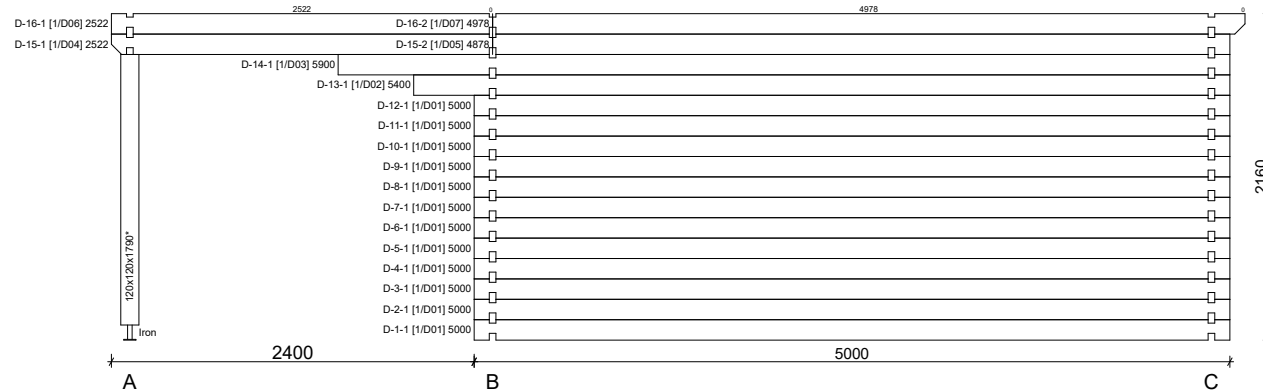 2522
0
4978
0
D-16-1 [1/D06] 2522
D-16-2 [1/D07] 4978
D-15-1 [1/D04] 2522
D-15-2 [1/D05] 4878
D-14-1 [1/D03] 5900
D-13-1 [1/D02] 5400
D-12-1 [1/D01] 5000
D-11-1 [1/D01] 5000
D-10-1 [1/D01] 5000
D-9-1 [1/D01] 5000
D-8-1 [1/D01] 5000
D-7-1 [1/D01] 5000
D-6-1 [1/D01] 5000
D-5-1 [1/D01] 5000
D-4-1 [1/D01] 5000
D-3-1 [1/D01] 5000
D-2-1 [1/D01] 5000
D-1-1 [1/D01] 5000
120x120x1790*
Iron
2160
2400
5000
A
B
C